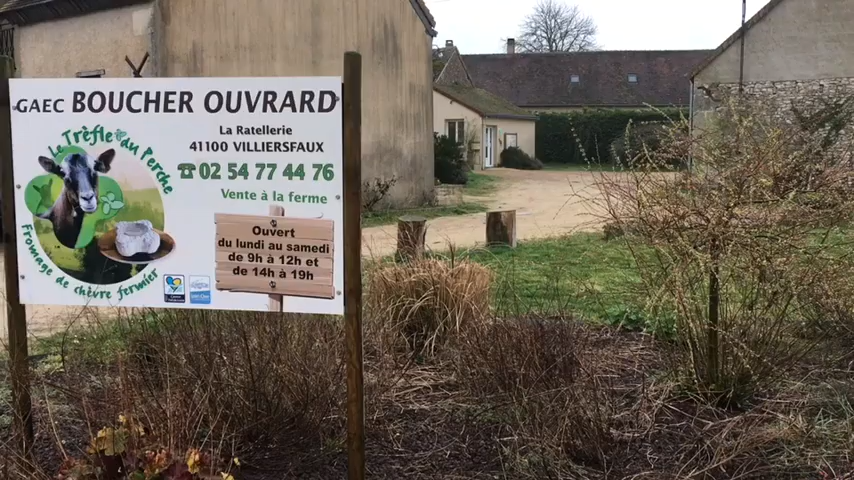 GAEC BOUCHER OUVRARD
La Ratellerie
41100 VILLIERSFAUX
☎02 54 77 44 76
Vente à la ferme
Le Trèfle du Perche
Fromage de chèvre fermier
Ouvert
du lundi au samedi
de 9h à 12h et
de 14h à 19h